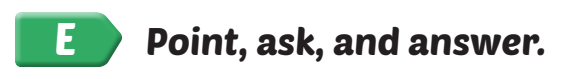 E Point, ask, and answer.